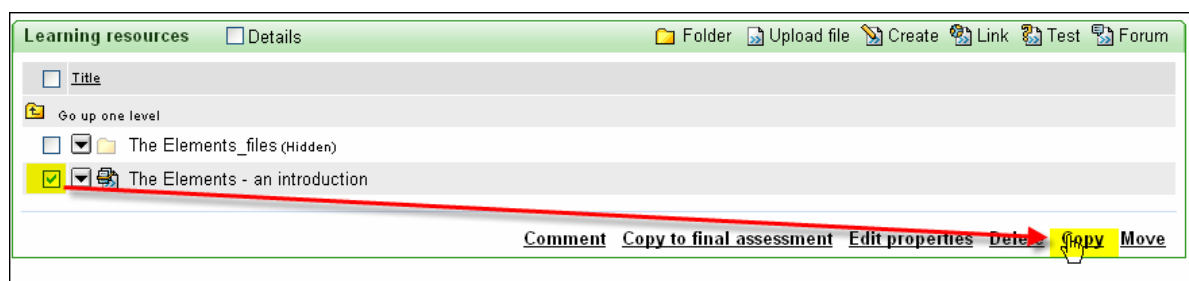 Learning resources Details Folder Upload file Create Link Test Forum
Title
Go up one level
The Elements_files (Hidden)
The Elements - an introduction
Comment Copy to final assessment Edit properties Delete Copy Move